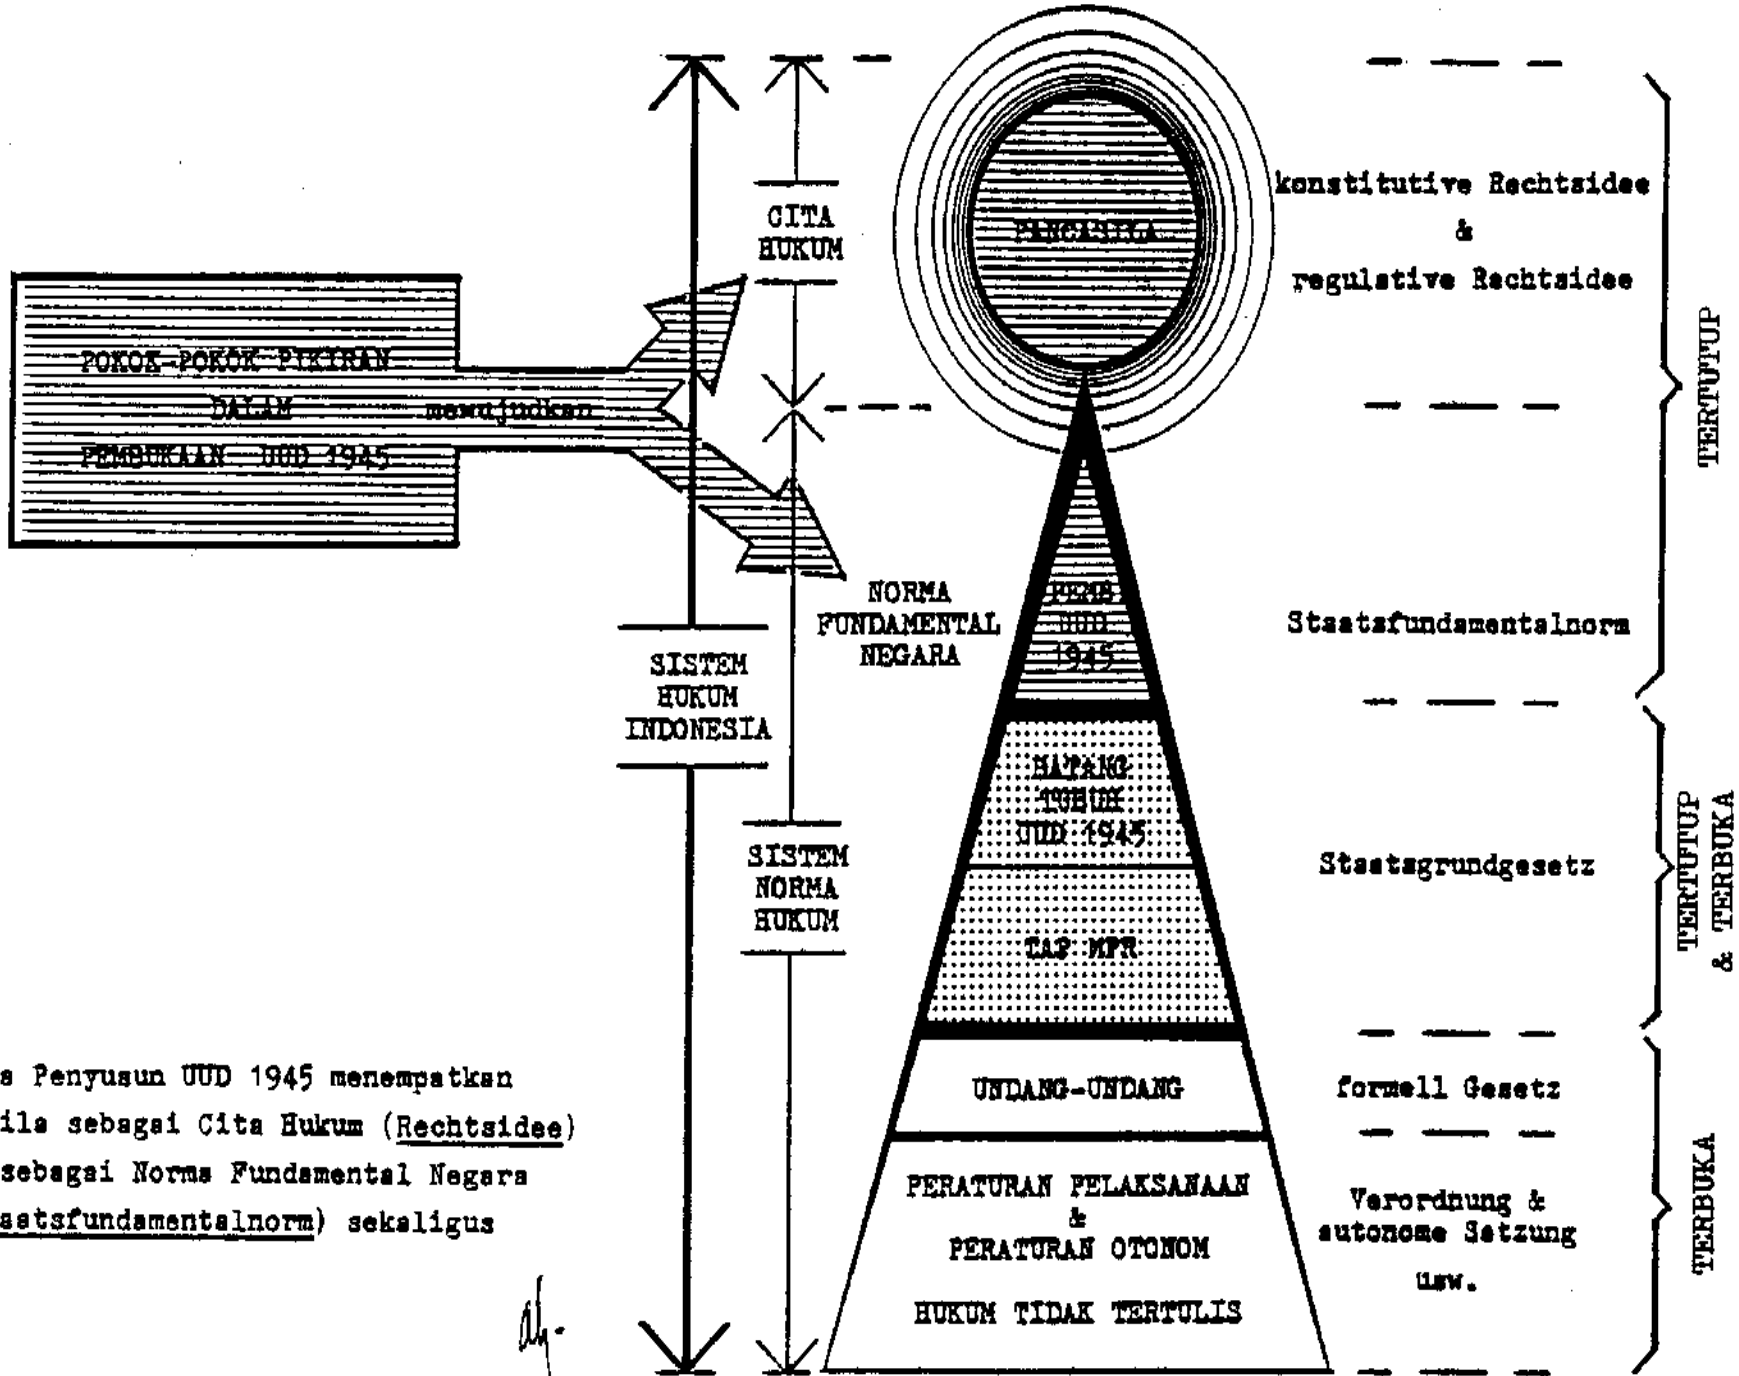 CITA
HUKUM
PANCASILA
konstitutive Rechtsidee
&
regulative Rechtsidee
TERTUTUP
POKOK-POKOK PIKIRAN
DALAM mewujudkan
PEMBUKAAN UUD 1945
NORMA
FUNDAMENTAL
NEGARA
PEMB
UUD
1945
Staatsfundamentalnorm
SISTEM
HUKUM
INDONESIA
BATANG
TUBUH
UUD 1945
TERTUTUP
& TERBUKA
SISTEM
NORMA
HUKUM
Staatsgrundgesetz
TAP MPR
UNDANG-UNDANG
formell Gesetz
PERATURAN PELAKSANAAN
&
PERATURAN OTONOM
HUKUM TIDAK TERTULIS
Verordnung &
autonome Satzung
usw.
TERBUKA
a Penyusun UUD 1945 menempatkan
ila sebagai Cita Hukum (Rechtsidee)
sebagai Norma Fundamental Negara
aatsfundamentalnorm) sekaligus